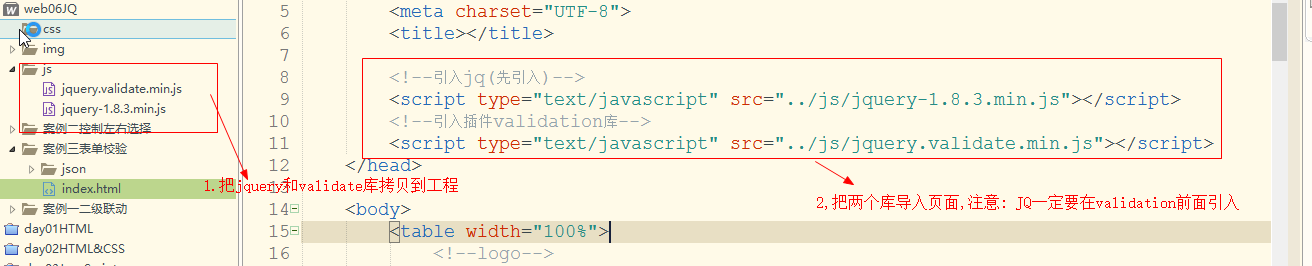 web06JQ
css
img
js
jquery.validate.min.js
jquery-1.8.3.min.js
案例二控制左右选择
案例三表单校验
json
index.html
案例一二级联动
day01HTML
day02HTML&CSS
1.把jquery和validate库拷贝到工程
5 <meta charset="UTF-8">
6 <title></title>
7
8 <!--引入jq(先引入)-->
9 <script type="text/javascript" src="../js/jquery-1.8.3.min.js"></script>
10 <!--引入插件validation库-->
11 <script type="text/javascript" src="../js/jquery.validate.min.js"></script>
12 </head>
2,把两个库导入页面,注意: JQ一定要在validation前面引入
14 <body>
15 <table width="100%">
16 <!--logo-->